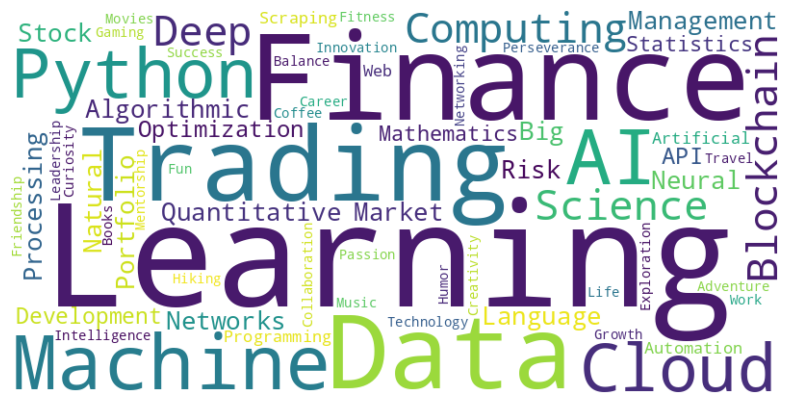 Movies
Scraping
Fitness
Stock
Gaming
Deep
Computing
Management
Success
Innovation
Perseverance
Statistics
Python
Finance
Balance
Web
Networking
Blockchain
Algorithmic
Coffee
Career
Optimization
Mathematics
Big
Artificial
Trading
AI
API
Travel
Leadership
Curiosity
Processing
Natural
Portfolio
Mentorship
Fun
Risk
Neural
Friendship
Books
Quantitative
Market
Science
Learning
Collaboration
Passion
Humor
Creativity
Exploration
Hiking
Life
Adventure
Music
Work
Development
Networks
Technology
Language
Intelligence
Programming
Growth
Automation
Machine
Data
Cloud